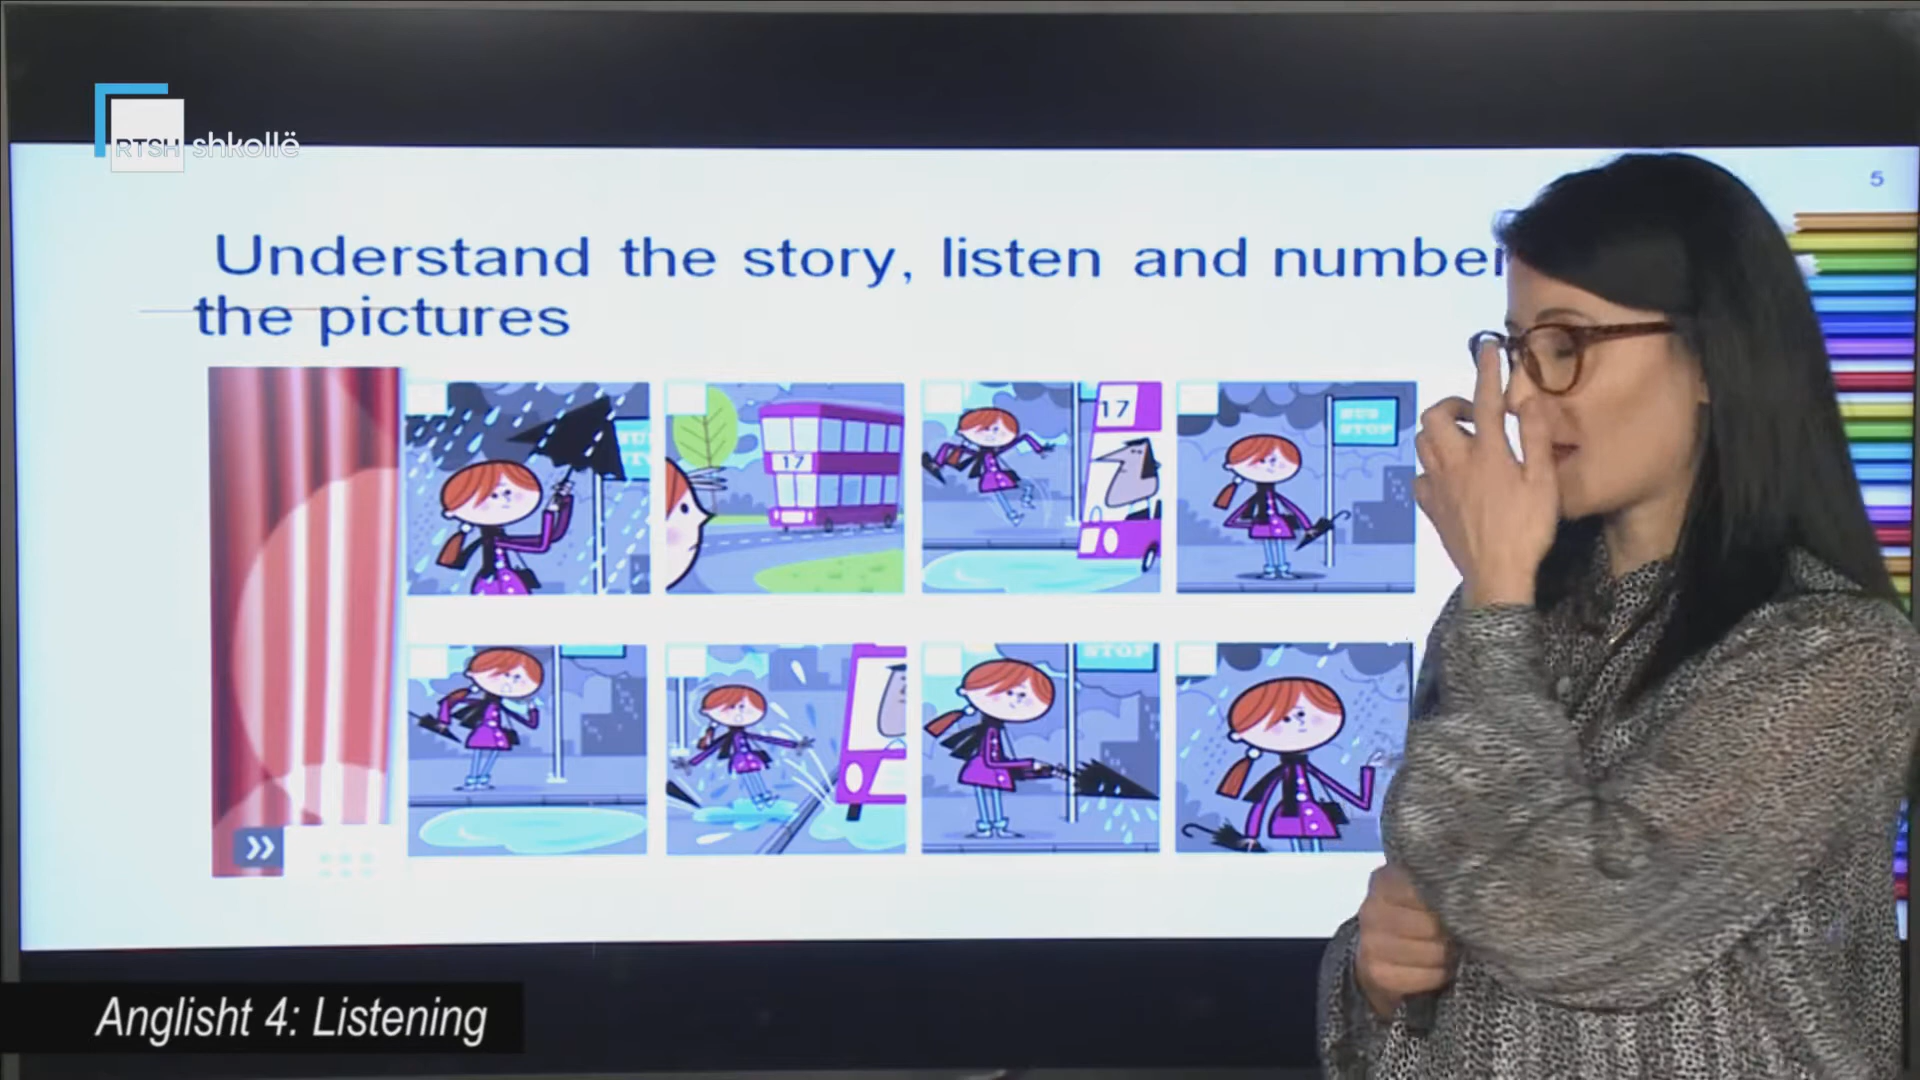 RTSH shkollë
5
Understand the story, listen and number
the pictures
17
17
BUS
STOP
STOP
Anglisht 4: Listening